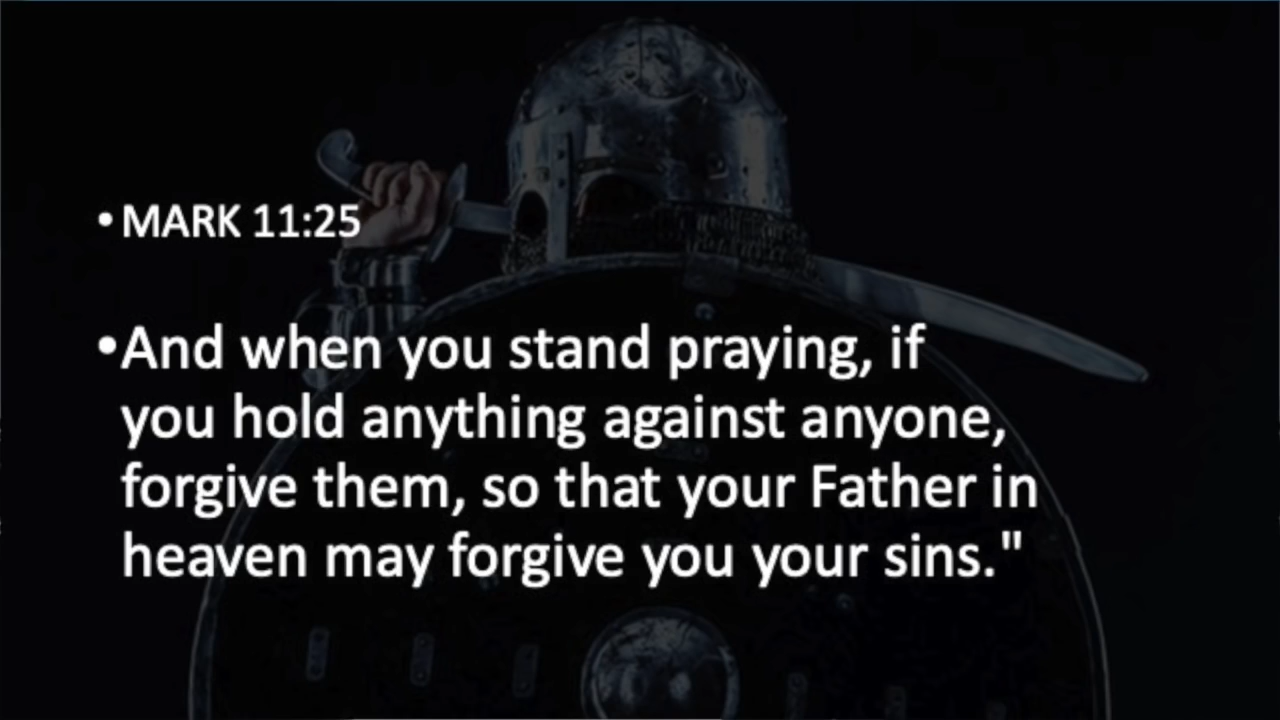 • MARK 11:25
•And when you stand praying, if
you hold anything against anyone,
forgive them, so that your Father in
heaven may forgive you your sins."